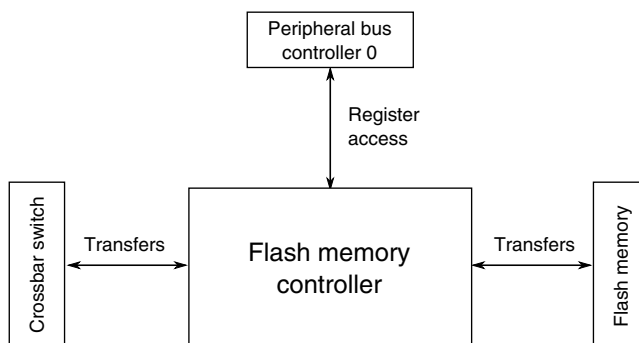 Peripheral bus
controller 0
Register
access
Crossbar switch
Transfers
Flash memory
controller
Transfers
Flash memory